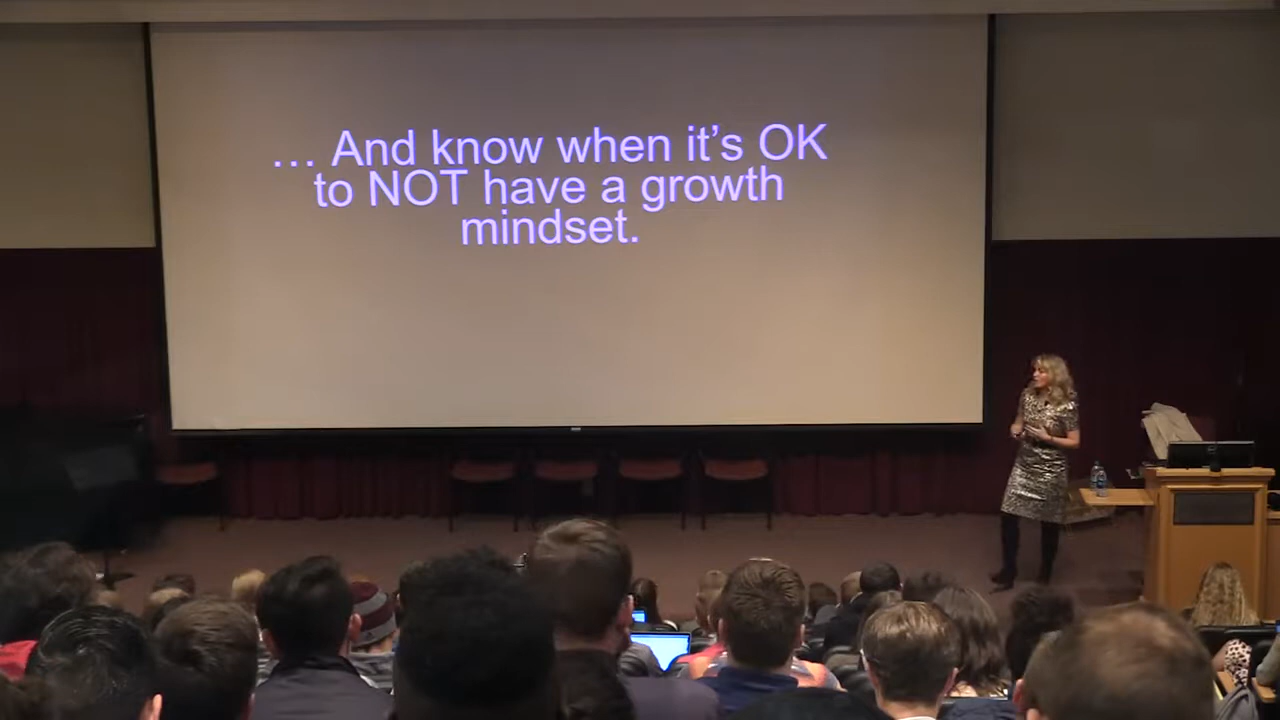 … And know when it’s OK
to NOT have a growth
mindset.